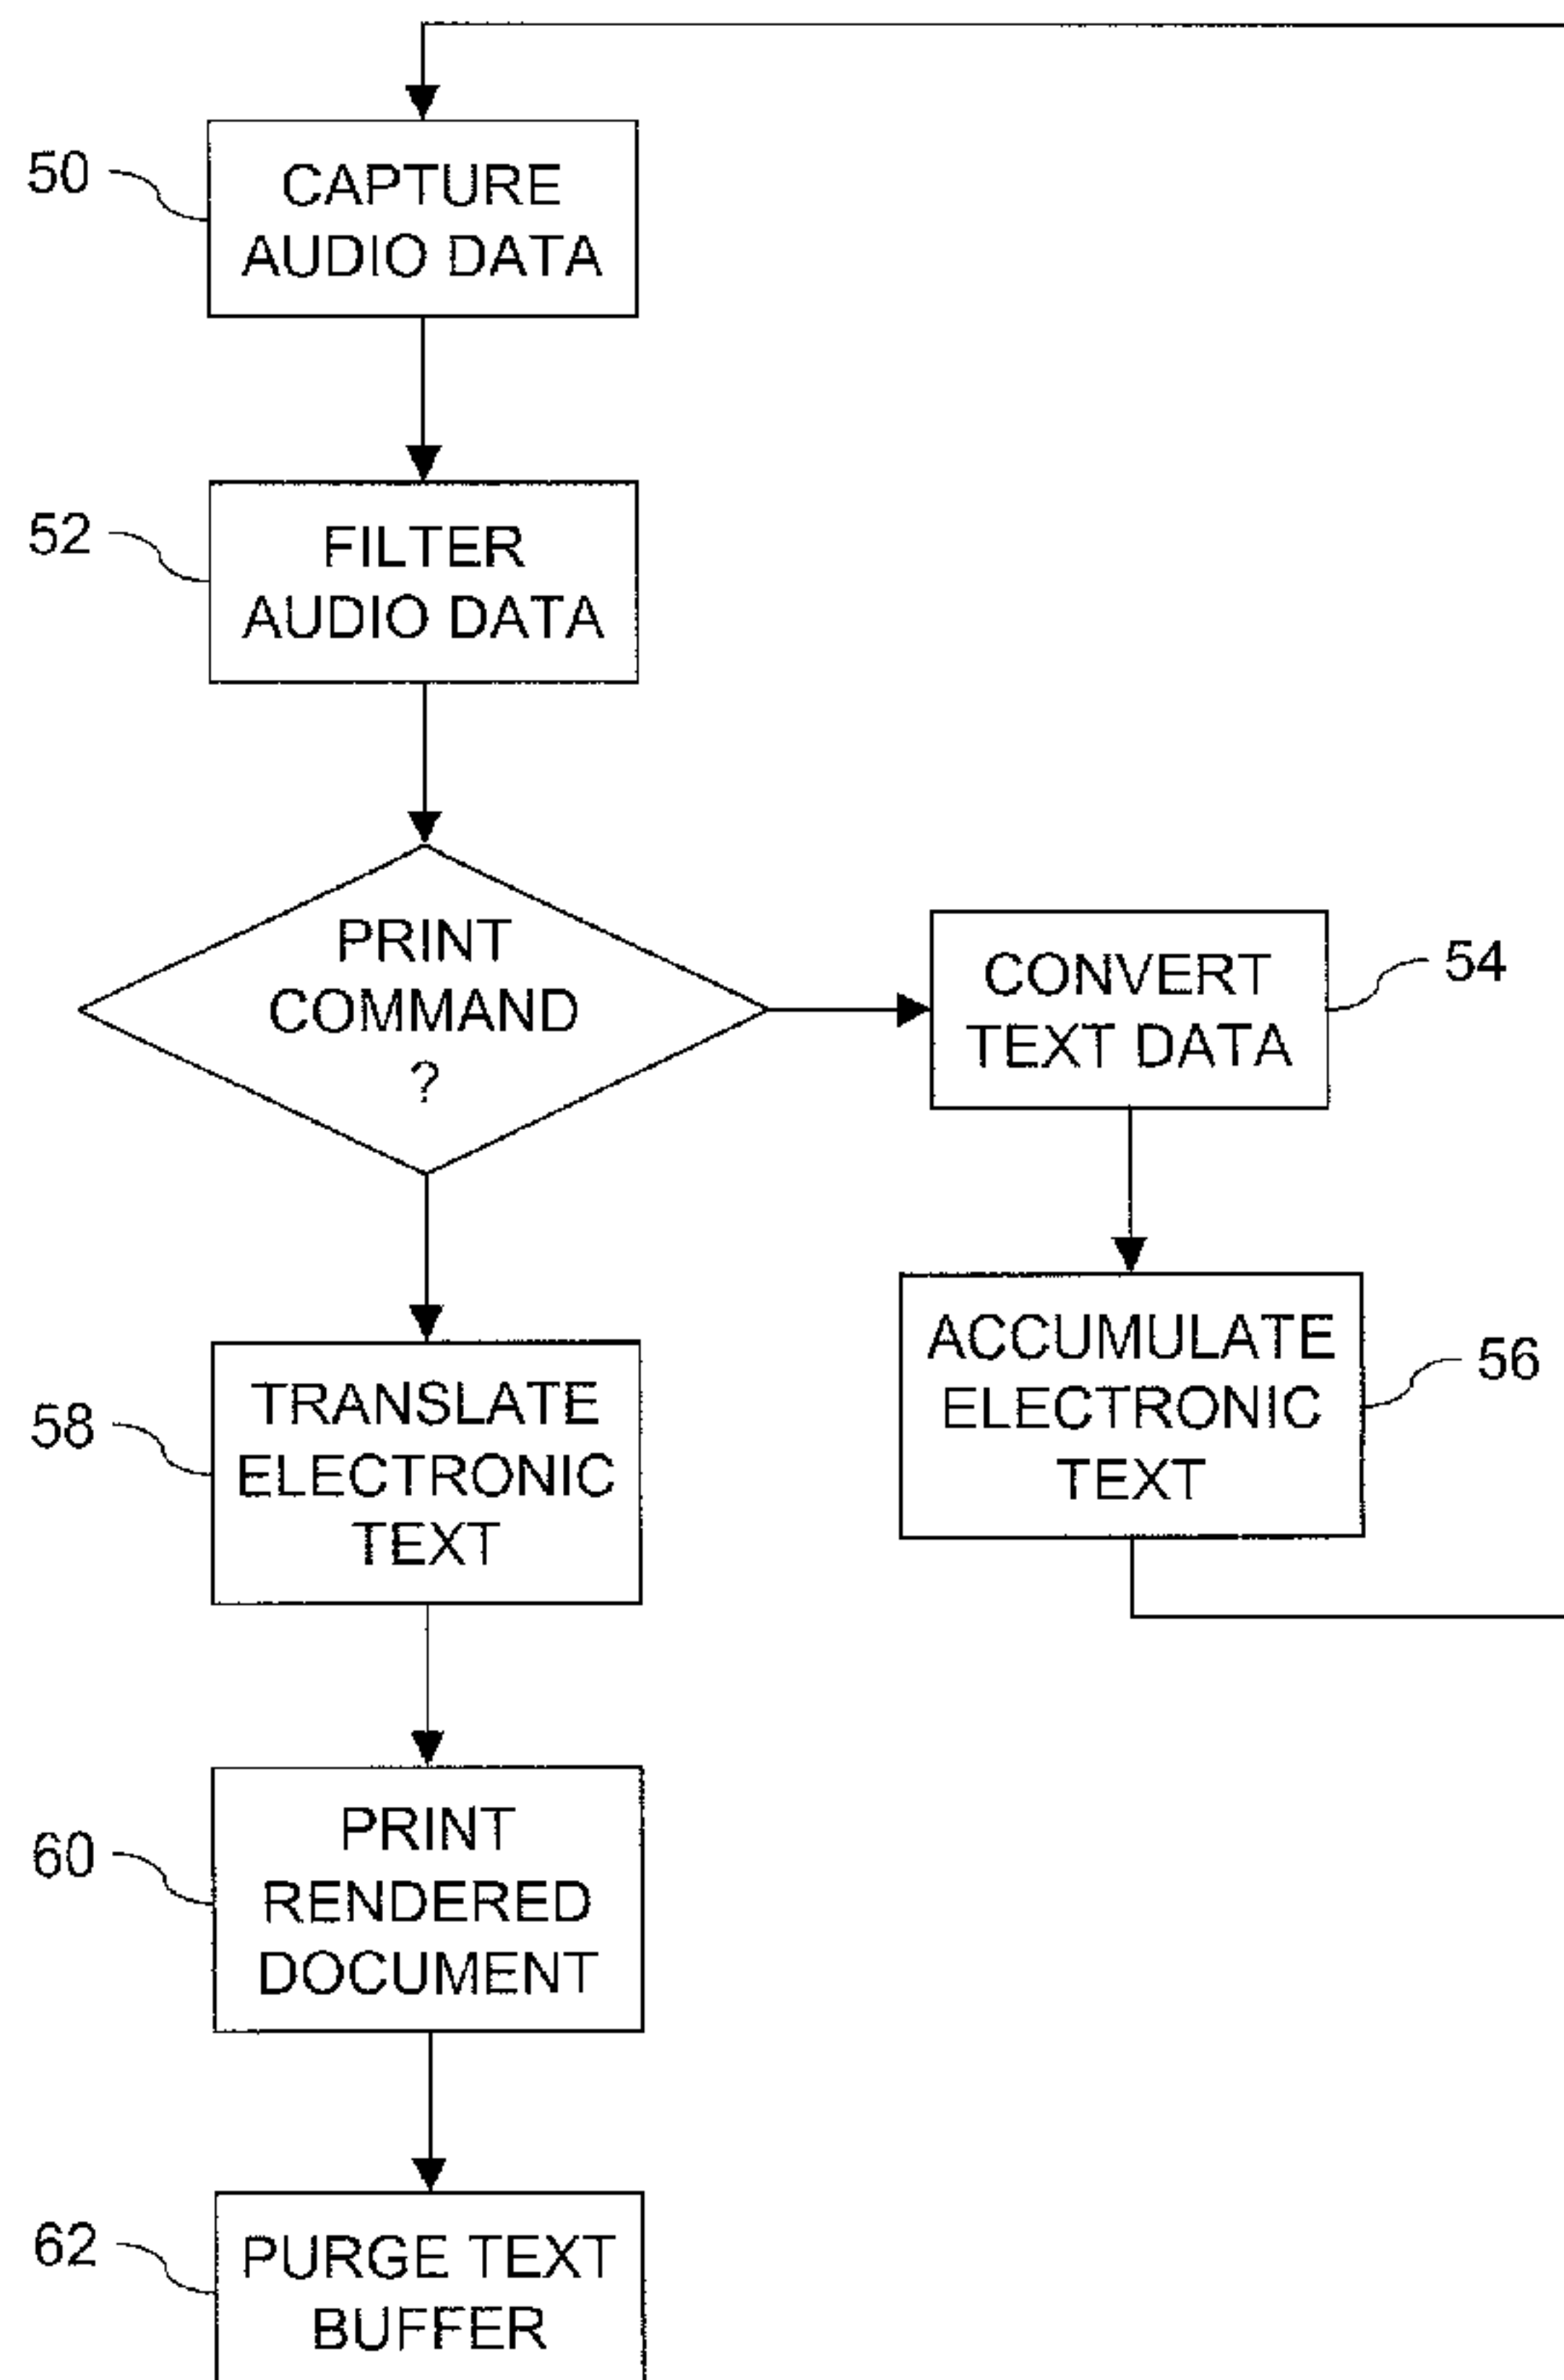 50
CAPTURE
AUDIO DATA
52
FILTER
AUDIO DATA
PRINT
COMMAND
?
CONVERT
TEXT DATA
54
ACCUMULATE
ELECTRONIC
TEXT
56
58
TRANSLATE
ELECTRONIC
TEXT
60
PRINT
RENDERED
DOCUMENT
62
PURGE TEXT
BUFFER